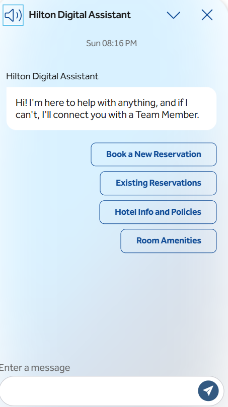 Hilton Digital Assistant
Sun 08:16 PM
Hilton Digital Assistant
Hi! I'm here to help with anything, and if I
can't, I'll connect you with a Team Member.
Book a New Reservation
Existing Reservations
Hotel Info and Policies
Room Amenities
Enter a message